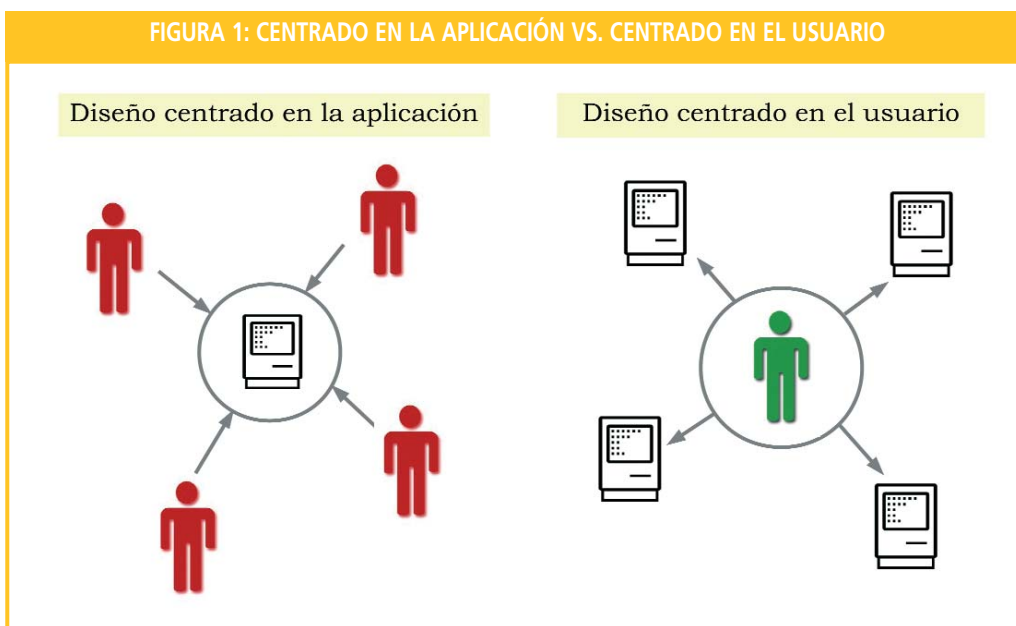 FIGURA 1: CENTRADO EN LA APLICACIÓN VS. CENTRADO EN EL USUARIO
Diseño centrado en la aplicación
Diseño centrado en el usuario